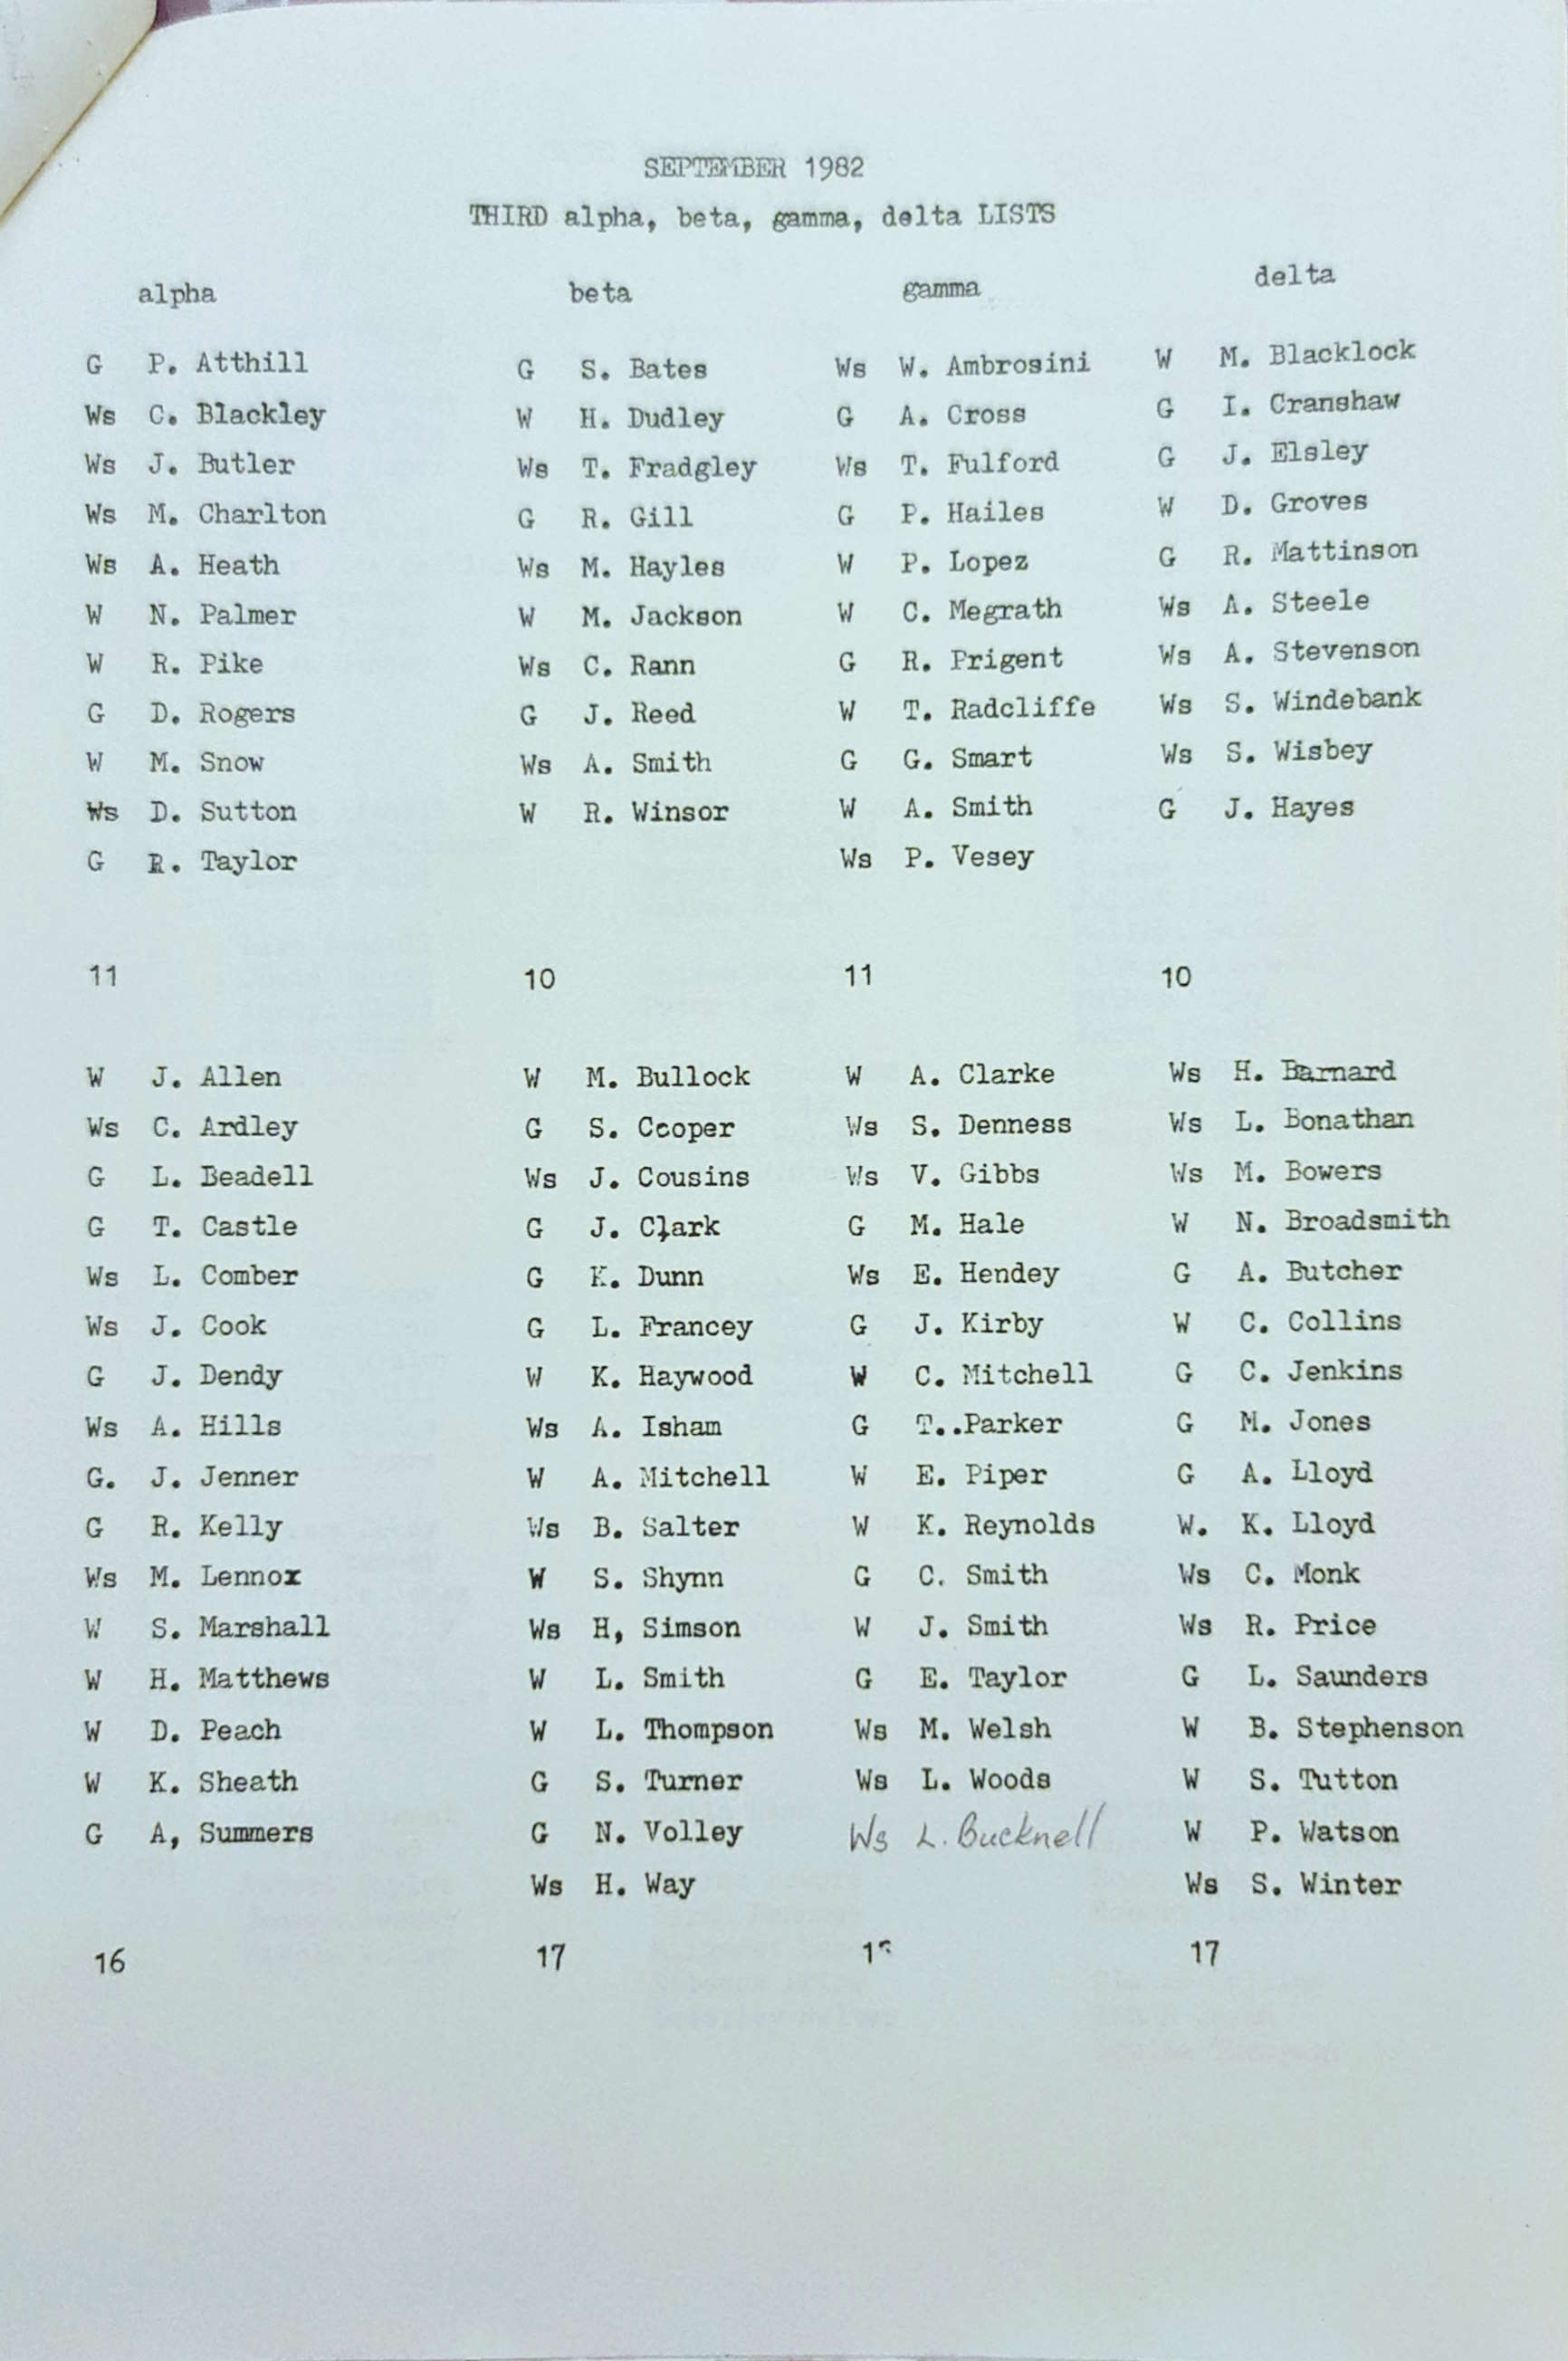 SEPTEMBER 1982
THIRD alpha, beta, gamma, delta LISTS
alpha beta gamma delta
G P. Atthill G S. Bates Ws W. Ambrosini W M. Blacklock
Ws C. Blackley W H. Dudley G A. Cross G I. Cranshaw
Ws J. Butler Ws T. Fradgley Ws T. Fulford G J. Elsley
Ws M. Charlton G R. Gill G P. Hailes W D. Groves
Ws A. Heath Ws M. Hayles W P. Lopez G R. Mattinson
W N. Palmer W M. Jackson W C. Megrath Ws A. Steele
W R. Pike Ws C. Rann G R. Prigent Ws A. Stevenson
G D. Rogers G J. Reed W T. Radcliffe Ws S. Windebank
W M. Snow Ws A. Smith G G. Smart Ws S. Wisbey
Ws D. Sutton W R. Winsor W A. Smith G J. Hayes
G R. Taylor Ws P. Vesey
11 10 11 10
W J. Allen W M. Bullock W A. Clarke Ws H. Barnard
Ws C. Ardley G S. Cooper Ws S. Denness Ws L. Bonathan
G L. Beadell Ws J. Cousins Ws V. Gibbs Ws M. Bowers
G T. Castle G J. Clark G M. Hale W N. Broadsmith
Ws L. Comber G K. Dunn Ws E. Hendey G A. Butcher
Ws J. Cook G L. Francey G J. Kirby W C. Collins
G J. Dendy W K. Haywood W C. Mitchell G C. Jenkins
Ws A. Hills Ws A. Isham G T..Parker G M. Jones
G. J. Jenner W A. Mitchell W E. Piper G A. Lloyd
G R. Kelly Ws B. Salter W K. Reynolds W. K. Lloyd
Ws M. Lennox W S. Shynn G C. Smith Ws C. Monk
W S. Marshall Ws H, Simson W J. Smith Ws R. Price
W H. Matthews W L. Smith G E. Taylor G L. Saunders
W D. Peach W L. Thompson Ws M. Welsh W B. Stephenson
W K. Sheath G S. Turner Ws L. Woods W S. Tutton
G A, Summers G N. Volley Ws L. Bucknell W P. Watson
Ws H. Way Ws S. Winter
16 17 17